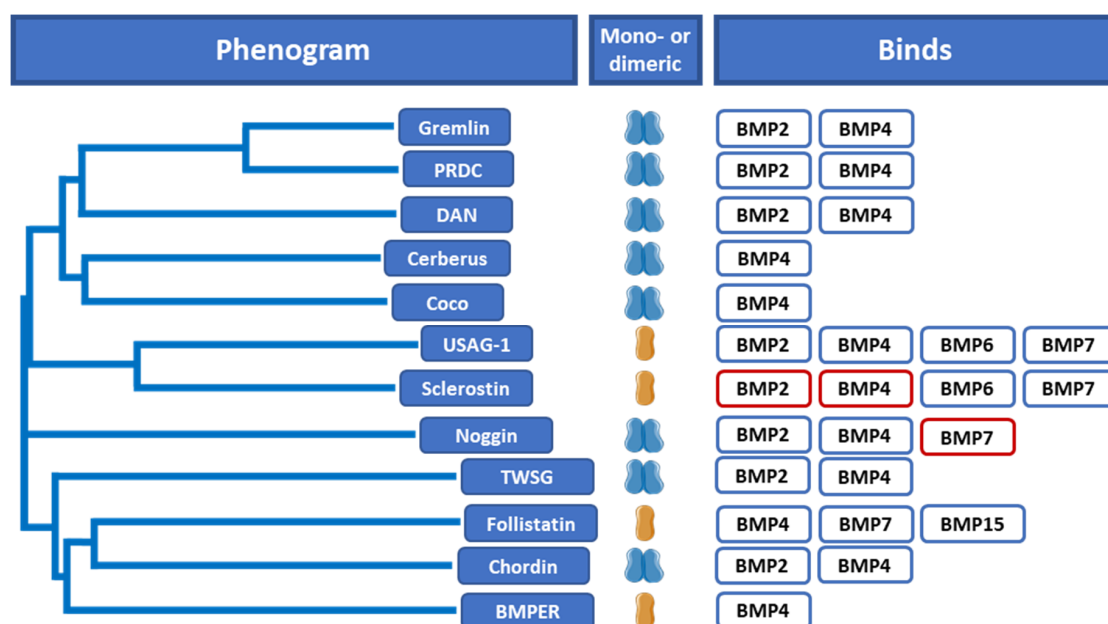 Phenogram
Mono- or
dimeric
Binds
Gremlin
BMP2 BMP4
PRDC
BMP2 BMP4
DAN
BMP2 BMP4
Cerberus
BMP4
Coco
BMP4
USAG-1
BMP2 BMP4 BMP6 BMP7
Sclerostin
BMP2 BMP4 BMP6 BMP7
Noggin
BMP2 BMP4 BMP7
TWSG
BMP2 BMP4
Follistatin
BMP4 BMP7 BMP15
Chordin
BMP2 BMP4
BMPER
BMP4